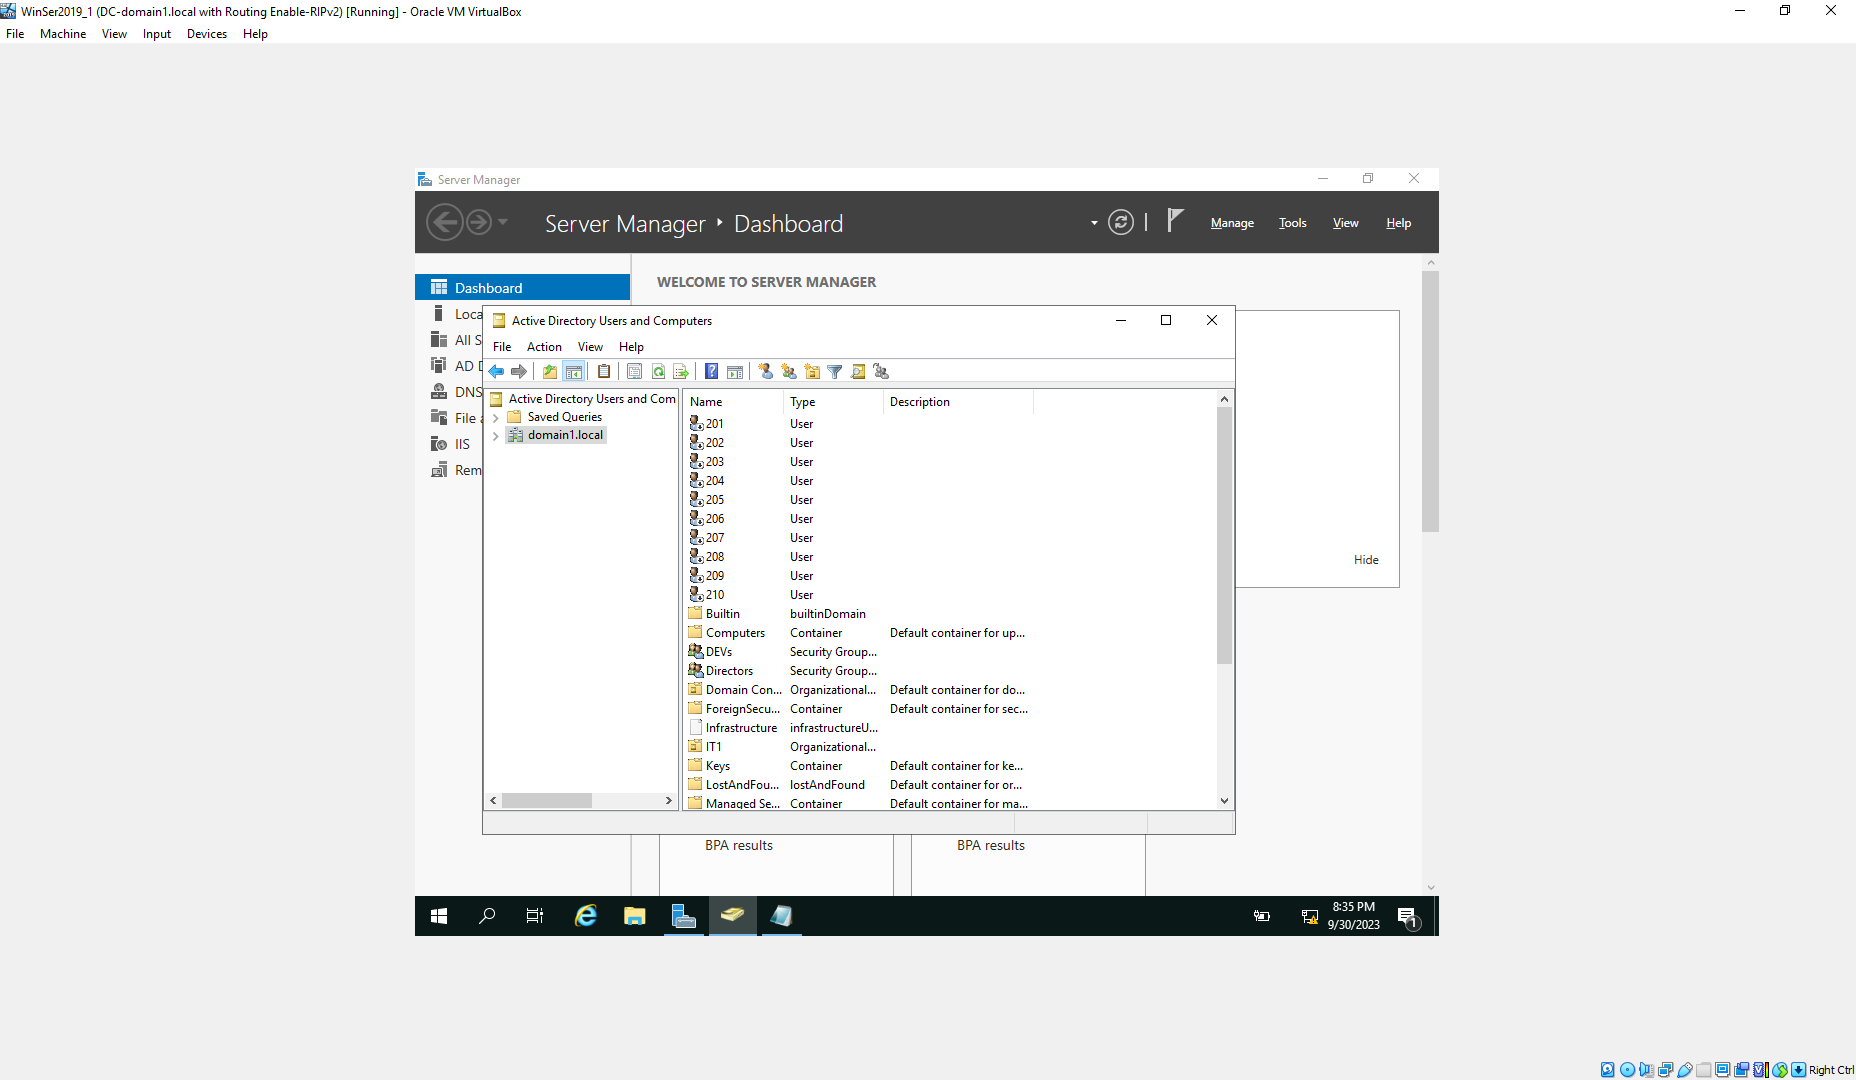 WinSer2019_1 (DC-domain1.local with Routing Enable-RIPv2) [Running] - Oracle VM VirtualBox
File Machine View Input Devices Help
Server Manager
Server Manager Dashboard
Manage Tools View Help
Dashboard
WELCOME TO SERVER MANAGER
Loca
All S
AD D
DNS
File a
IIS
Rem
Active Directory Users and Computers
File Action View Help
Active Directory Users and Com
Saved Queries
domain1.local
Name Type Description
201 User
202 User
203 User
204 User
205 User
206 User
207 User
208 User
209 User
210 User
Builtin builtinDomain
Computers Container Default container for up...
DEVs Security Group...
Directors Security Group...
Domain Con... Organizational... Default container for do...
ForeignSecu... Container Default container for sec...
Infrastructure infrastructureU...
IT1 Organizational...
Keys Container Default container for ke...
LostAndFou... lostAndFound Default container for or...
Managed Se... Container Default container for ma...
Hide
BPA results BPA results
8:35 PM
9/30/2023
1
Right Ctrl